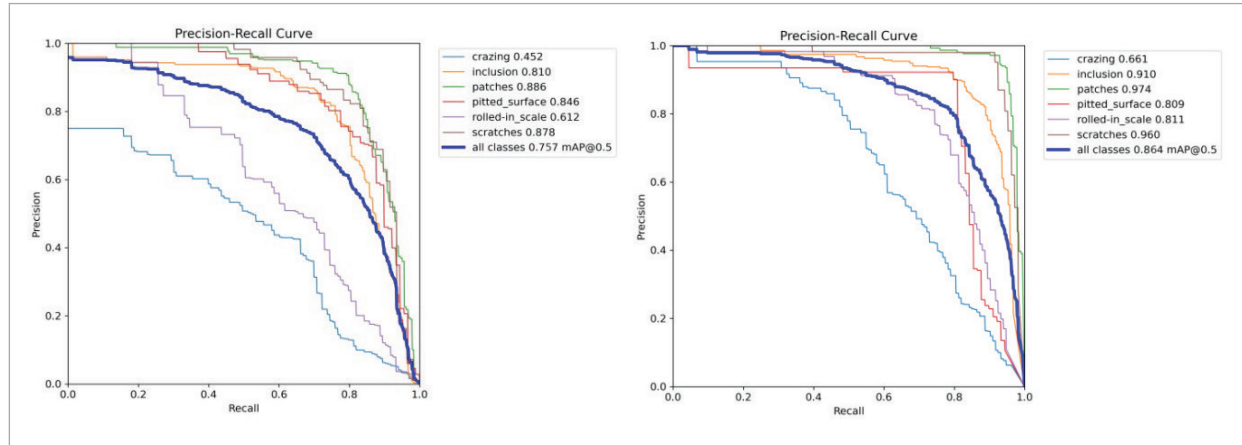 Precision-Recall Curve
1.0
0.8
0.6
0.4
0.2
0.0
Precision
0.0 0.2 0.4 0.6 0.8 1.0
Recall
crazing 0.452
inclusion 0.810
patches 0.886
pitted_surface 0.846
rolled-in_scale 0.612
scratches 0.878
all classes 0.757 mAP@0.5
Precision-Recall Curve
1.0
0.8
0.6
0.4
0.2
0.0
Precision
0.0 0.2 0.4 0.6 0.8 1.0
Recall
crazing 0.661
inclusion 0.910
patches 0.974
pitted_surface 0.809
rolled-in_scale 0.811
scratches 0.960
all classes 0.864 mAP@0.5